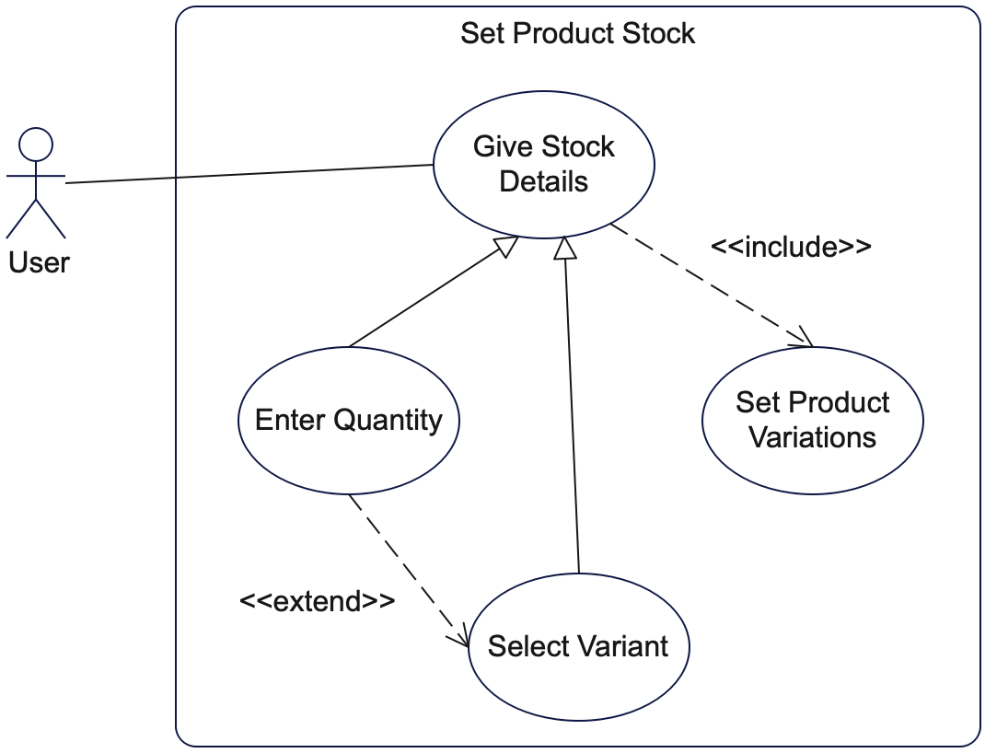 Set Product Stock
Give Stock
Details
User
<<include>>
Enter Quantity
Set Product
Variations
<<extend>>
Select Variant